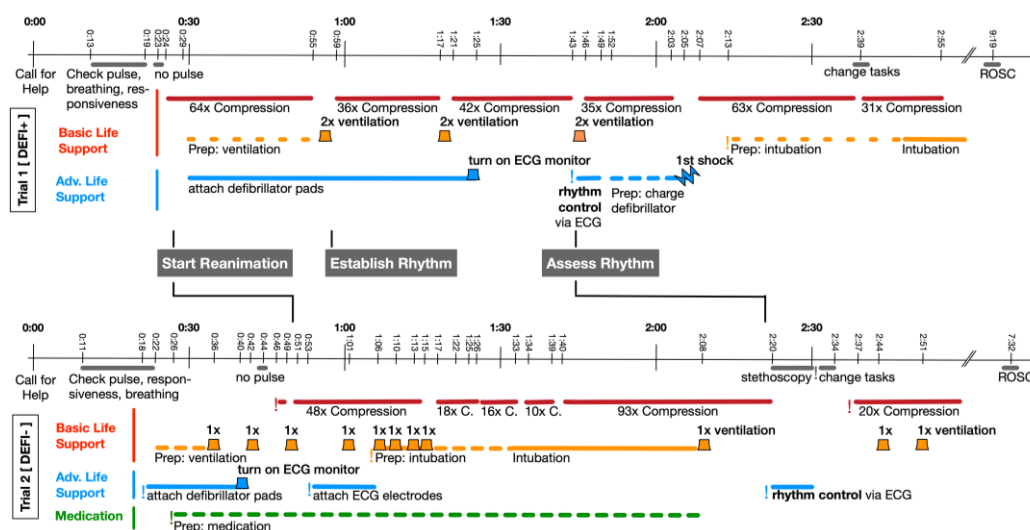 0:00 0:30 1:00 1:30 2:00 2:30
0:13 0:19 0:23 0:24 0:29 0:55 0:59 1:17 1:21 1:25 1:43 1:46 1:49 1:52 2:03 2:05 2:07 2:13 2:39 2:55 9:19
Call for
Help
Check pulse,
breathing, res-
ponsiveness
no pulse
change tasks
ROSC
64x Compression 36x Compression 42x Compression 35x Compression 63x Compression 31x Compression
Trial 1 [ DEFI+ ]
Basic Life
Support
2x ventilation 2x ventilation 2x ventilation
Prep: ventilation
! Prep: intubation
Intubation
Adv. Life
Support
attach defibrillator pads
turn on ECG monitor
! rhythm
control
via ECG
Prep: charge
defibrillator
1st shock
Start Reanimation Establish Rhythm Assess Rhythm
0:00 0:30 1:00 1:30 2:00 2:30
0:11 0:18 0:22 0:26 0:36 0:40 0:42 0:44 0:46 0:49 0:51 0:53 1:01 1:06 1:10 1:15 1:17 1:22 1:25 1:34 1:39 1:40 2:08 2:20 2:34 2:37 2:44 2:51 7:32
Call for
Help
Check pulse, respon-
siveness, breathing
no pulse
stethoscopy ! change tasks
ROSC
! 48x Compression 18x C. 16x C. 10x C. 93x Compression ! 20x Compression
Trial 2 [ DEFI- ]
Basic Life
Support
1x 1x 1x 1x 1x 1x 1x 1x 1x ventilation 1x 1x ventilation
Prep: ventilation
! Prep: intubation
Intubation
Adv. Life
Support
! attach defibrillator pads
turn on ECG monitor
! attach ECG electrodes
! rhythm control via ECG
Medication
! Prep: medication